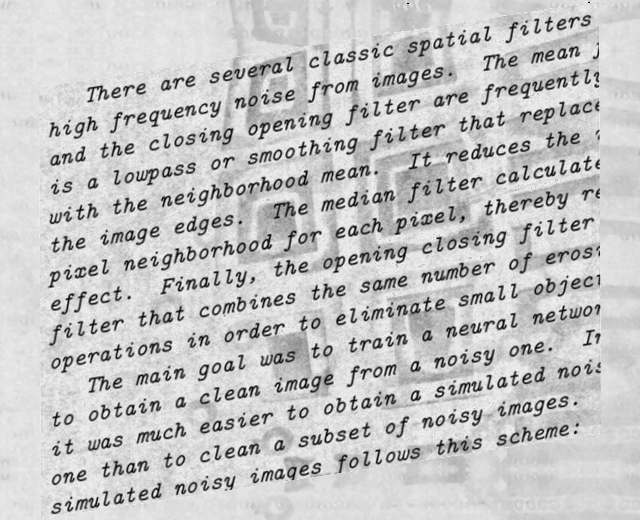 There are several classic spatial filters
high frequency noise from images. The mean
and the closing opening filter are frequently
is a lowpass or smoothing filter that replace
with the neighborhood mean. It reduces the
the image edges. The median filter calculate
pixel neighborhood for each pixel, thereby re
effect. Finally, the opening closing filter
filter that combines the same number of eros
operations in order to eliminate small object
The main goal was to train a neural networ
to obtain a clean image from a noisy one. In
it was much easier to obtain a simulated nois
one than to clean a subset of noisy images.
simulated noisy images follows this scheme: